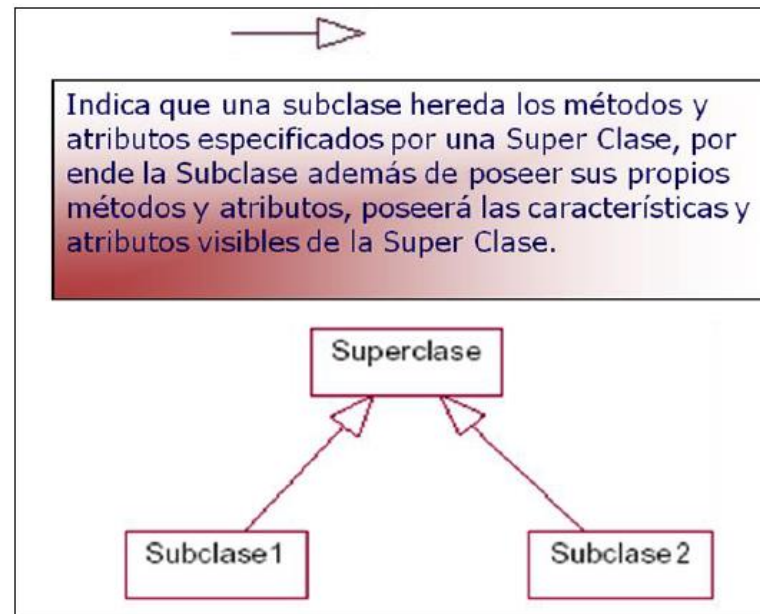 Indica que una subclase hereda los métodos y
atributos especificados por una Super Clase, por
ende la Subclase además de poseer sus propios
métodos y atributos, poseerá las características y
atributos visibles de la Super Clase.
Superclase
Subclase1
Subclase2